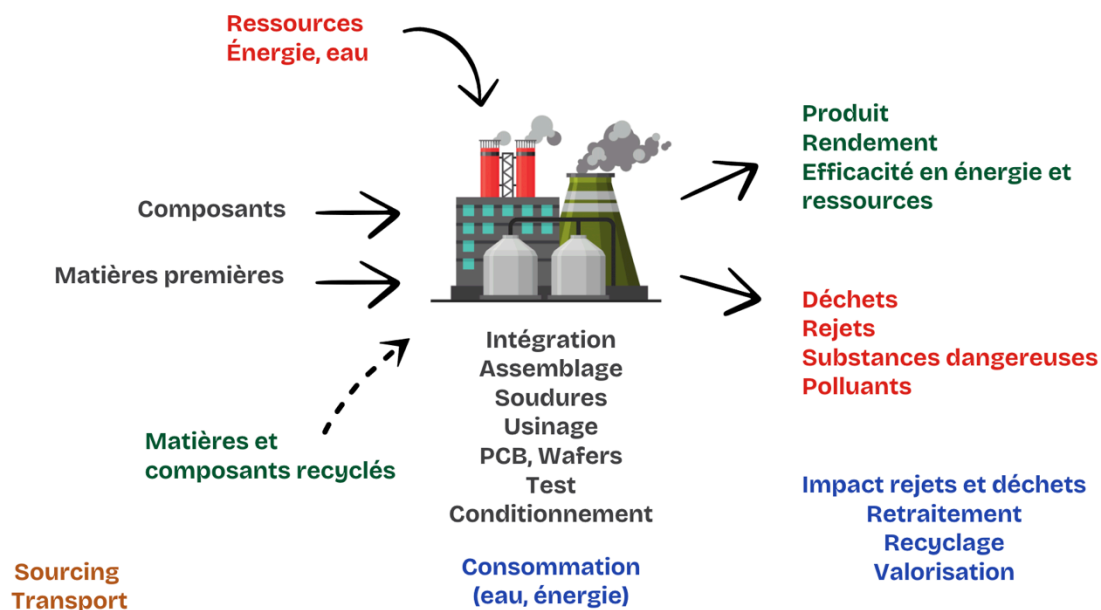 Ressources
Énergie, eau
Composants
Matières premières
Matières et
composants recyclés
Sourcing
Transport
Intégration
Assemblage
Soudures
Usinage
PCB, Wafers
Test
Conditionnement
Consommation
(eau, énergie)
Produit
Rendement
Efficacité en énergie et
ressources
Déchets
Rejets
Substances dangereuses
Polluants
Impact rejets et déchets
Retraitement
Recyclage
Valorisation